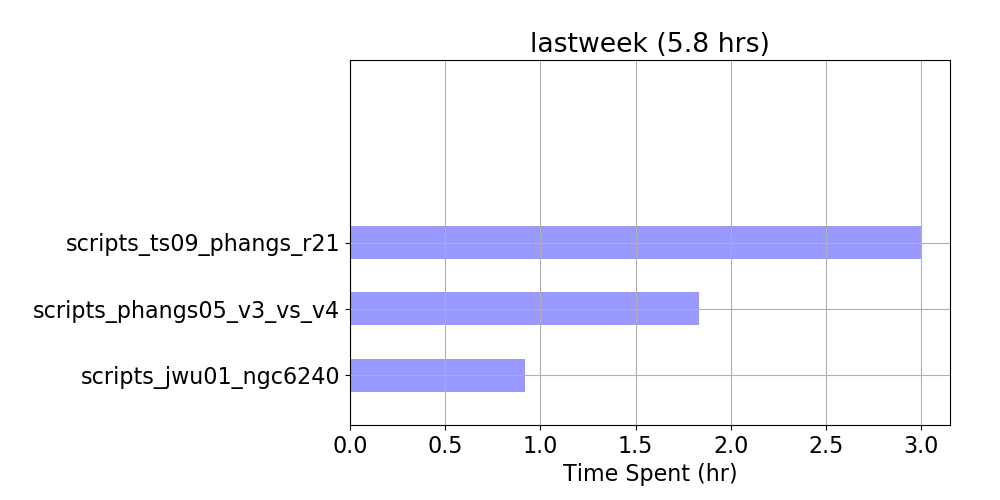 lastweek (5.8 hrs)
scripts_ts09_phangs_r21
scripts_phangs05_v3_vs_v4
scripts_jwu01_ngc6240
0.0 0.5 1.0 1.5 2.0 2.5 3.0
Time Spent (hr)